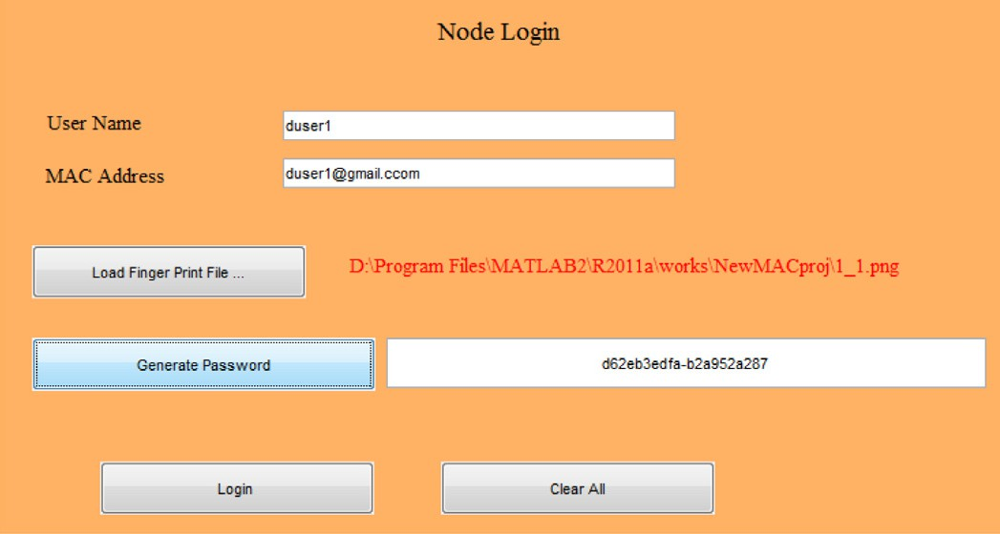 Node Login
User Name
duser1
MAC Address
duser1@gmail.ccom
Load Finger Print File ...
D:\Program Files\MATLAB2\R2011a\works\NewMACproj\1_1.png
Generate Password
d62eb3edfa-b2a952a287
Login
Clear All